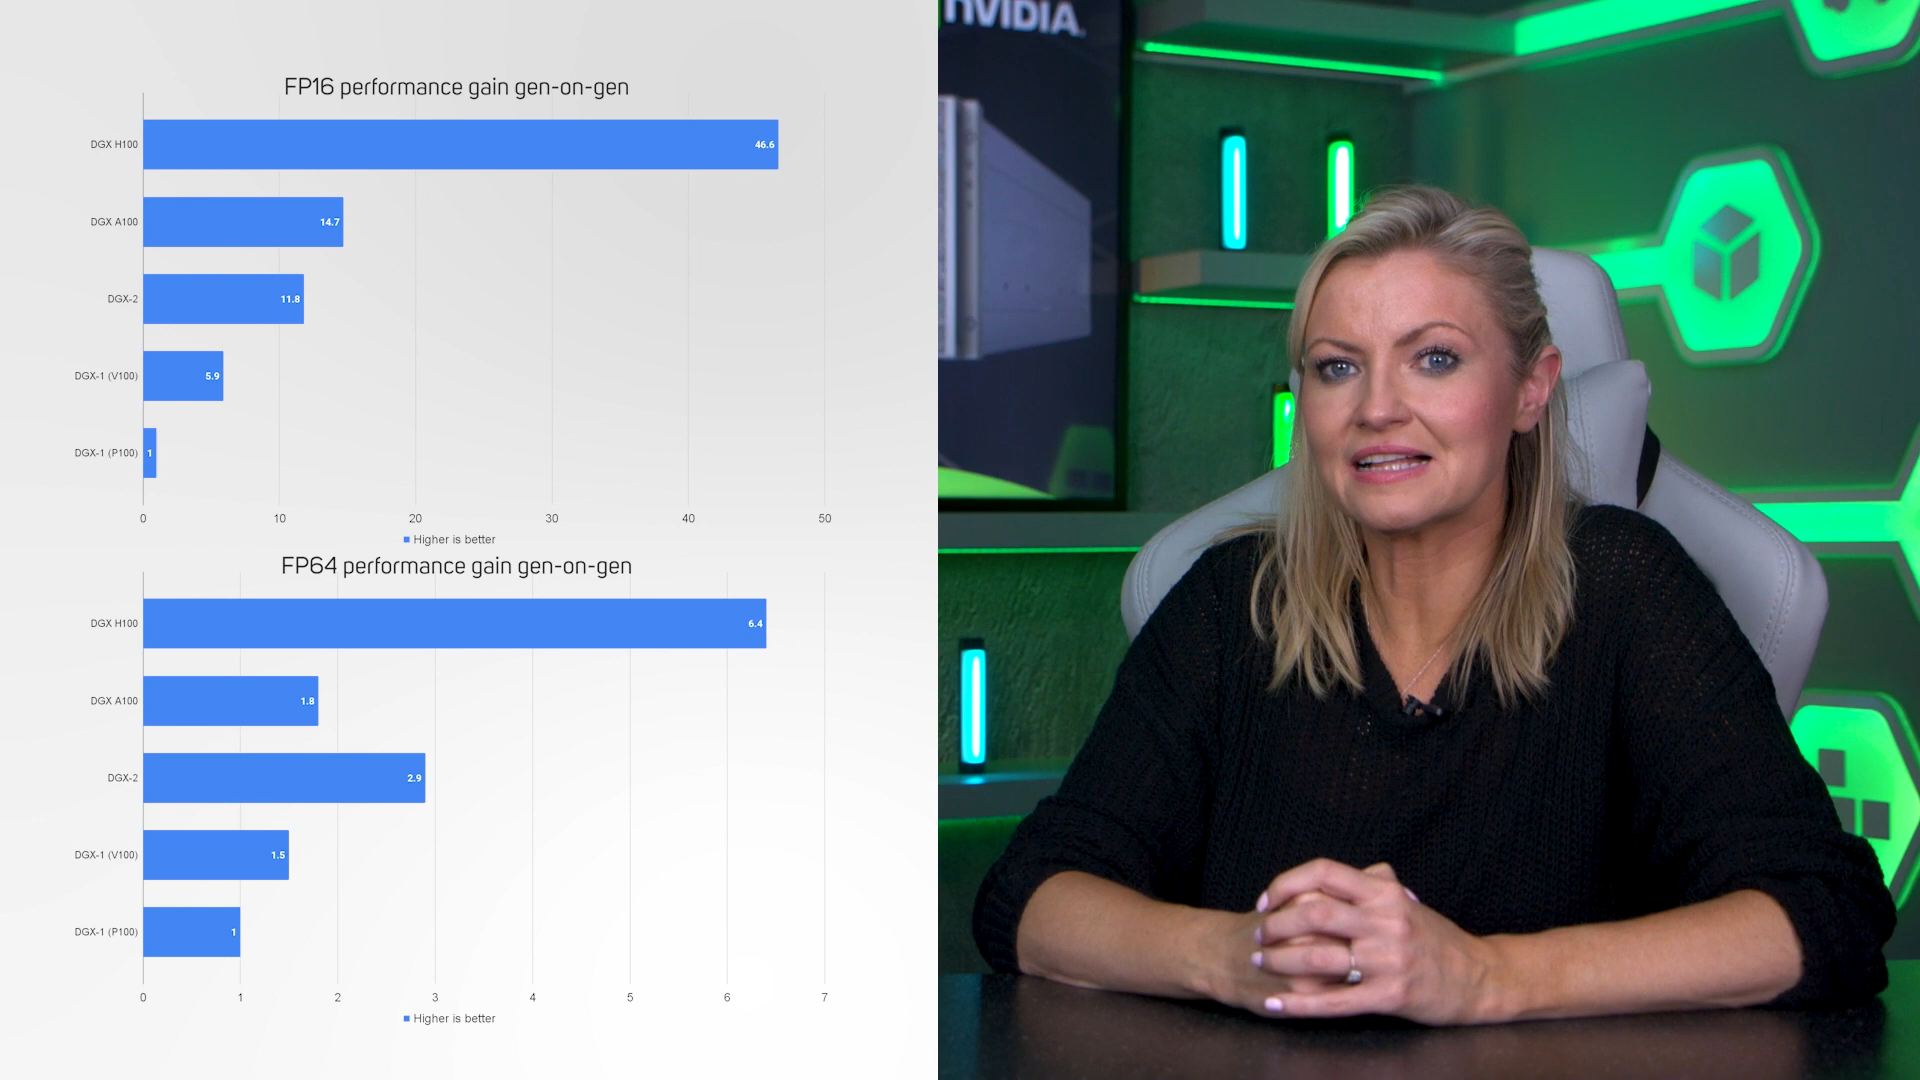 FP16 performance gain gen-on-gen
DGX H100
46.6
DGX A100
14.7
DGX-2
11.8
DGX-1 (V100)
5.9
DGX-1 (P100)
1
0 10 20 30 40 50
Higher is better
FP64 performance gain gen-on-gen
DGX H100
6.4
DGX A100
1.8
DGX-2
2.9
DGX-1 (V100)
1.5
DGX-1 (P100)
1
0 1 2 3 4 5 6 7
Higher is better
nVIDIA.